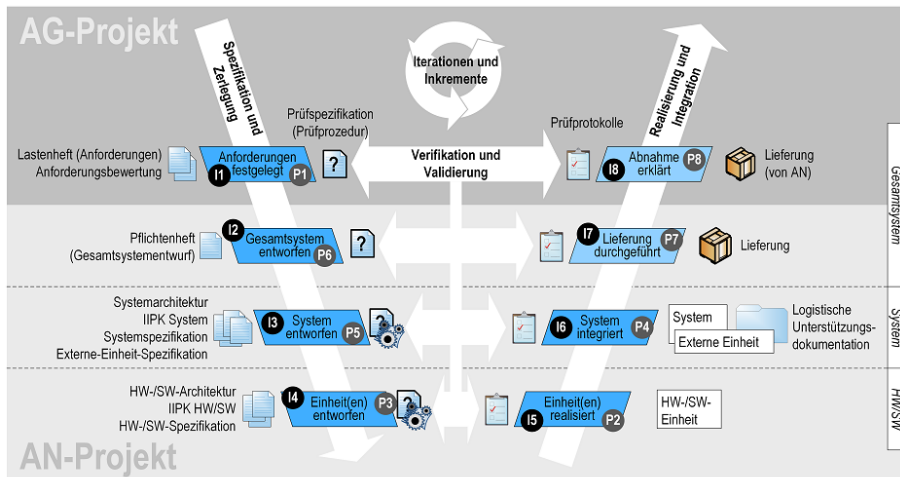 AG-Projekt
Spezifikation und
Zerlegung
Iterationen und
Inkremente
Realisierung und
Integration
Prüfspezifikation
(Prüfprozedur)
Prüfprotokolle
Lastenheft (Anforderungen)
Anforderungsbewertung
Anforderungen
festgelegt
I1
P1
?
Verifikation und
Validierung
Abnahme
erklärt
I8
P8
Lieferung
(von AN)
Gesamtsystem
Pflichtenheft
(Gesamtsystementwurf)
I2
Gesamtsystem
entworfen
P6
?
I7
Lieferung
durchgeführt
P7
Lieferung
Systemarchitektur
IIPK System
Systemspezifikation
Externe-Einheit-Spezifikation
I3
System
entworfen
P5
?
I6
System
integriert
P4
System
Externe Einheit
Logistische
Unterstützungs-
dokumentation
System
HW-/SW-Architektur
IIPK HW/SW
HW-/SW-Spezifikation
I4
Einheit(en)
entworfen
P3
?
I5
Einheit(en)
realisiert
P2
HW-/SW-
Einheit
HW/SW
AN-Projekt